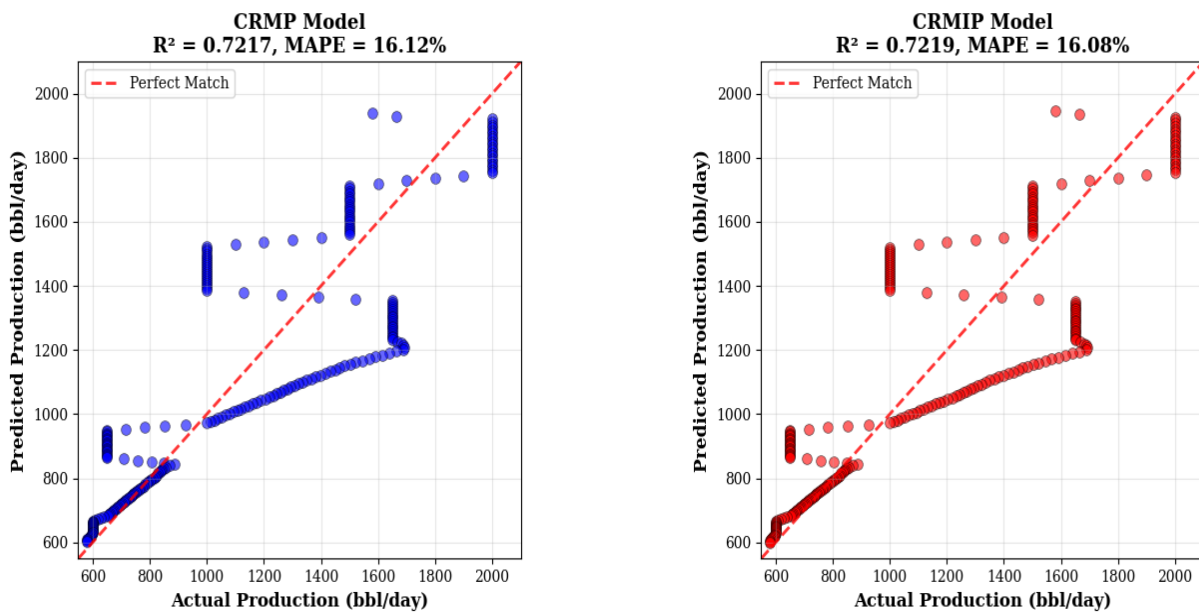 CRMP Model
R² = 0.7217, MAPE = 16.12%
Perfect Match
2000
1800
1600
1400
1200
1000
800
600
Predicted Production (bbl/day)
600 800 1000 1200 1400 1600 1800 2000
Actual Production (bbl/day)
CRMIP Model
R² = 0.7219, MAPE = 16.08%
Perfect Match
2000
1800
1600
1400
1200
1000
800
600
Predicted Production (bbl/day)
600 800 1000 1200 1400 1600 1800 2000
Actual Production (bbl/day)